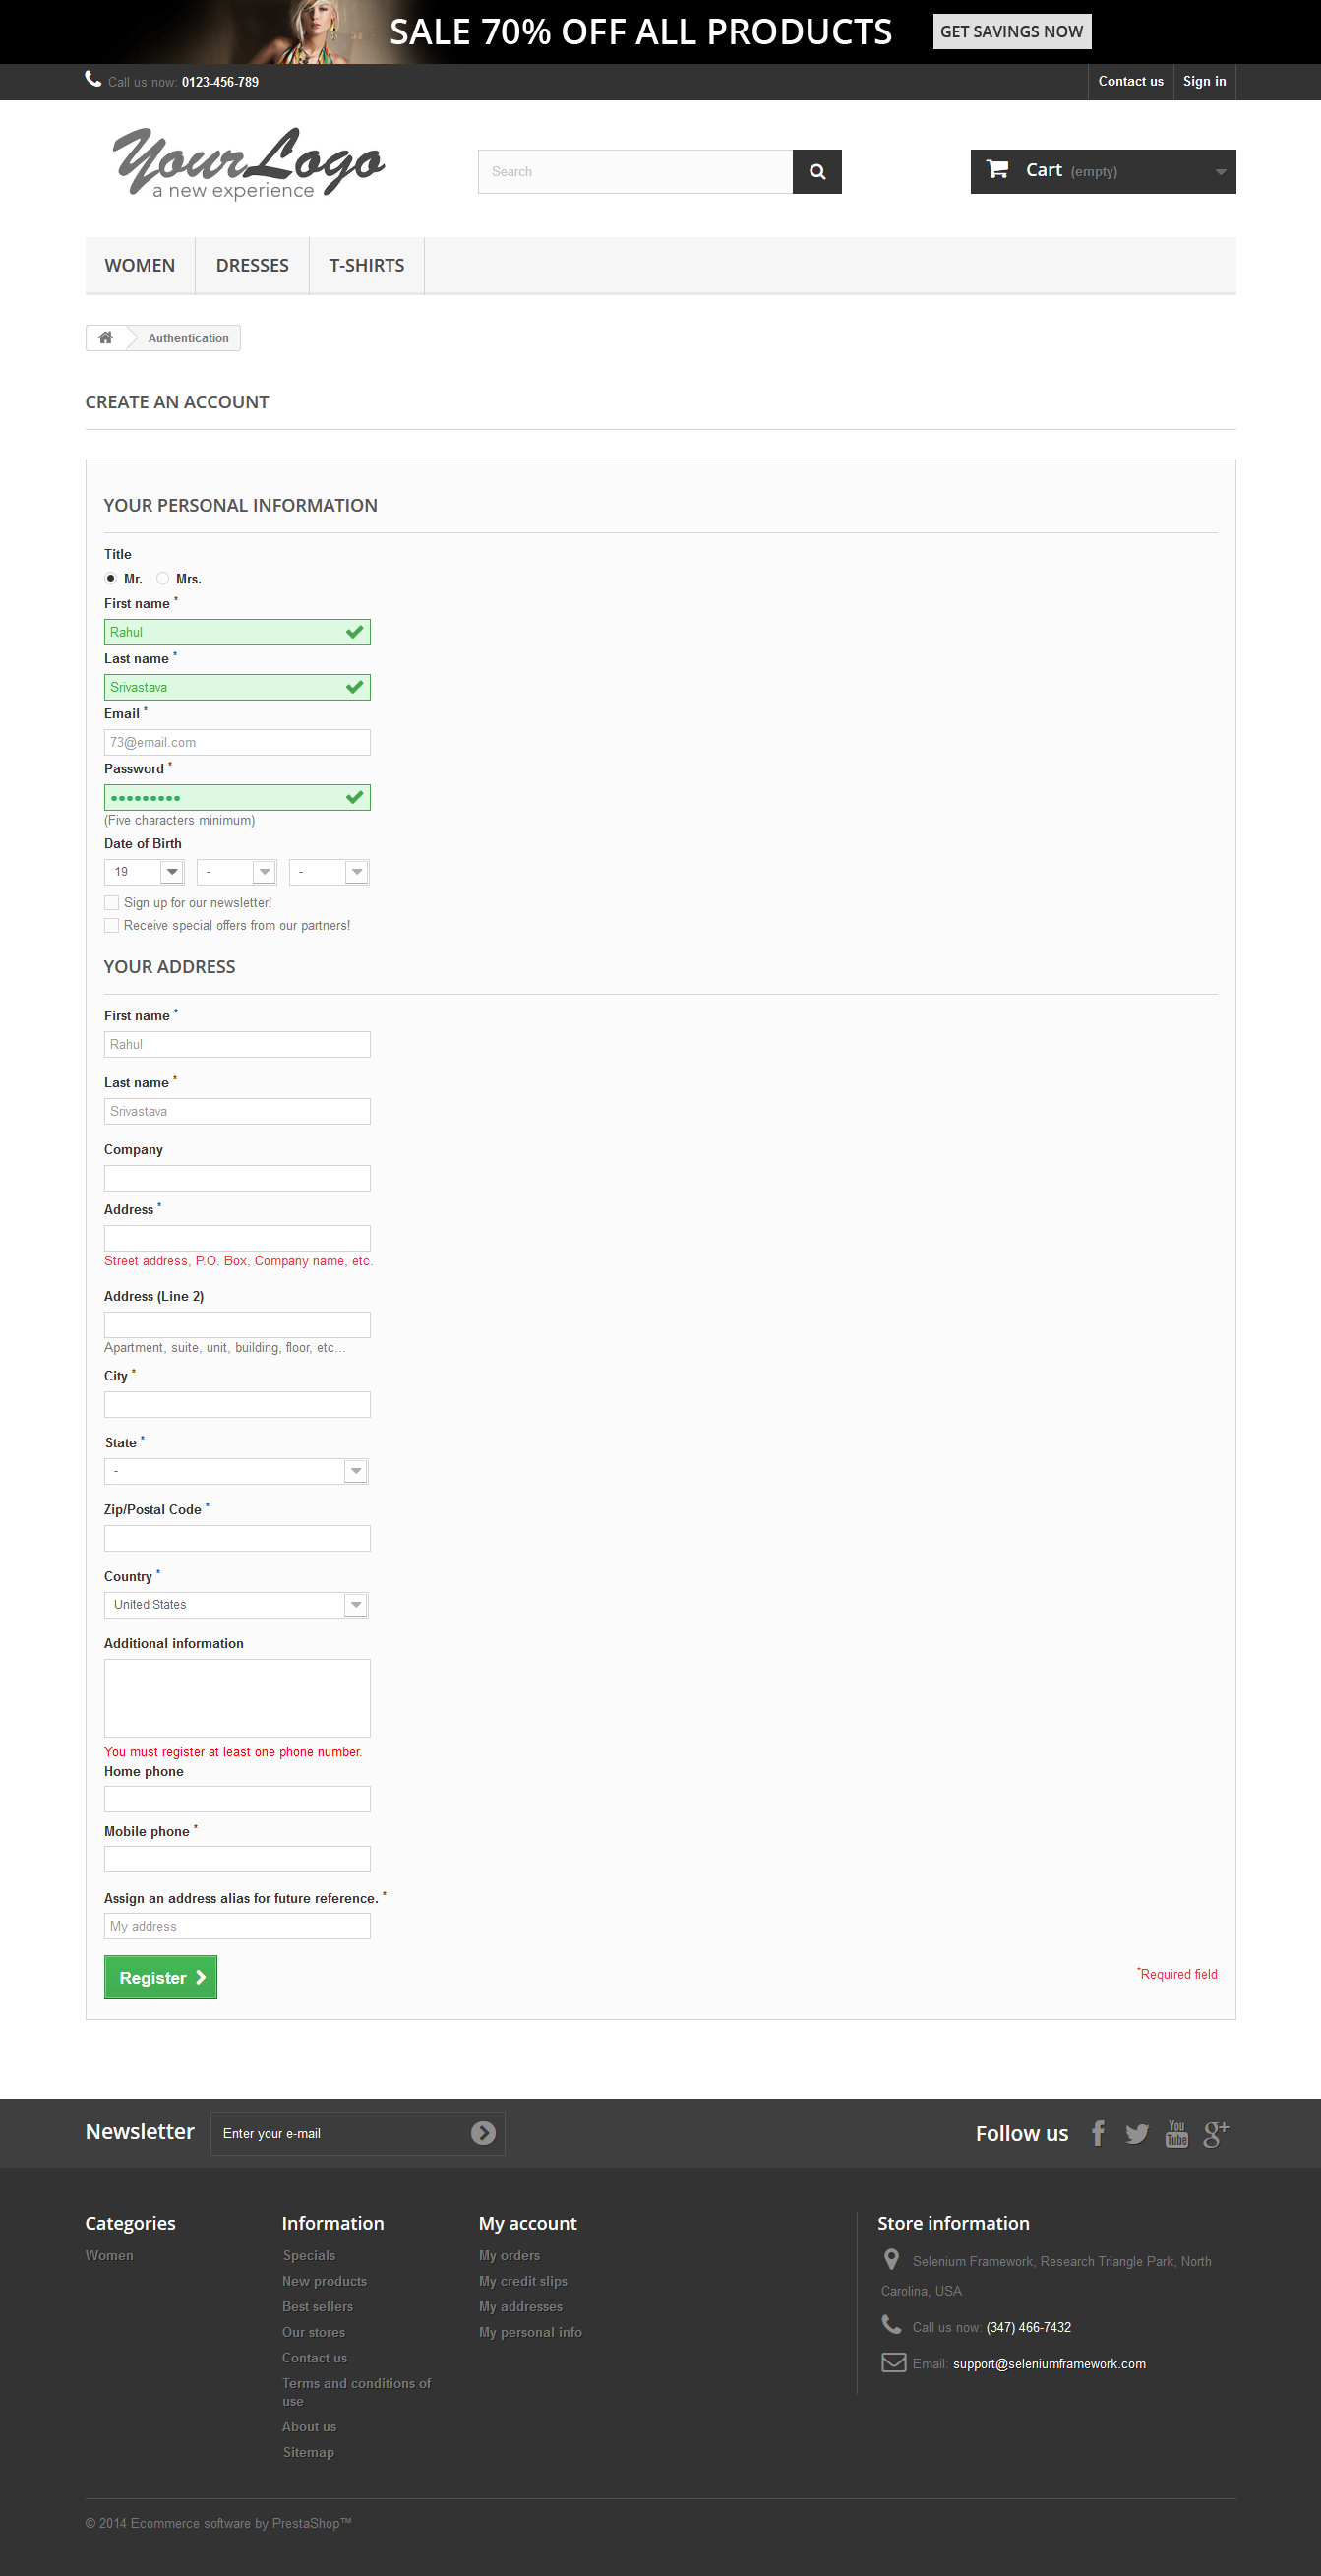 SALE 70% OFF ALL PRODUCTS GET SAVINGS NOW
Call us now: 0123-456-789 Contact us Sign in
YourLogo
a new experience
Search
Cart (empty)
WOMEN DRESSES T-SHIRTS
Authentication
CREATE AN ACCOUNT
YOUR PERSONAL INFORMATION
Title
Mr. Mrs.
First name *
Rahul
Last name *
Srivastava
Email *
73@email.com
Password *
(Five characters minimum)
Date of Birth
19 - -
Sign up for our newsletter!
Receive special offers from our partners!
YOUR ADDRESS
First name *
Rahul
Last name *
Srivastava
Company
Address *
Street address, P.O. Box, Company name, etc.
Address (Line 2)
Apartment, suite, unit, building, floor, etc...
City *
State *
-
Zip/Postal Code *
Country *
United States
Additional information
You must register at least one phone number.
Home phone
Mobile phone *
Assign an address alias for future reference. *
My address
Register
*Required field
Newsletter Enter your e-mail Follow us You Tube
Categories
Women
Information
Specials
New products
Best sellers
Our stores
Contact us
Terms and conditions of
use
About us
Sitemap
My account
My orders
My credit slips
My addresses
My personal info
Store information
Selenium Framework, Research Triangle Park, North
Carolina, USA
Call us now: (347) 466-7432
Email: support@seleniumframework.com
© 2014 Ecommerce software by PrestaShop™